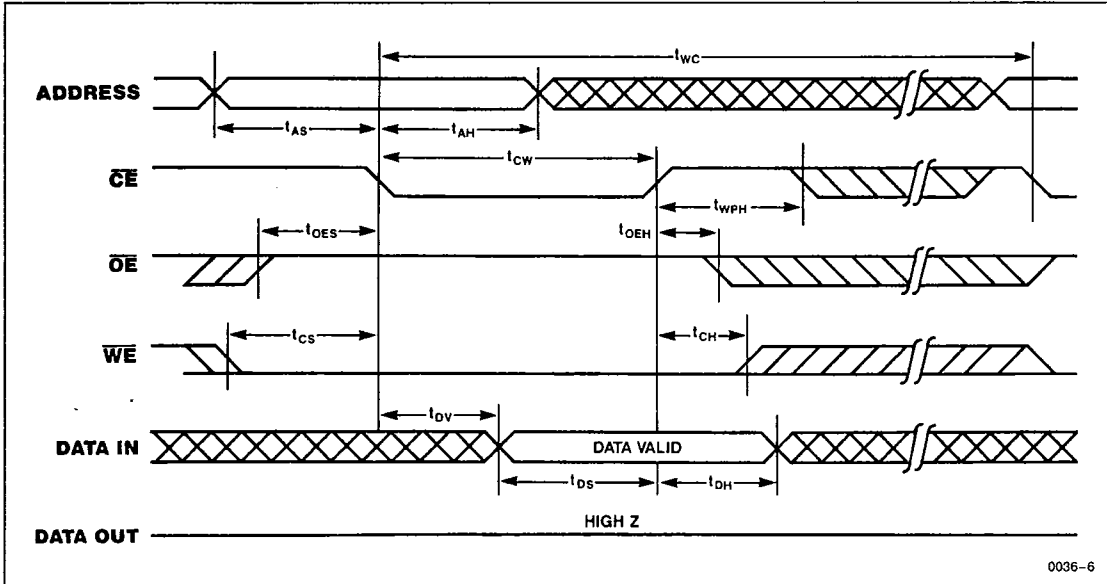 tWC
ADDRESS
tAS
tAH
tCW
CE
tWPH
tOES
tOEH
OE
tCS
tCH
WE
tDV
DATA IN
DATA VALID
tDS
tDH
HIGH Z
DATA OUT
0036-6